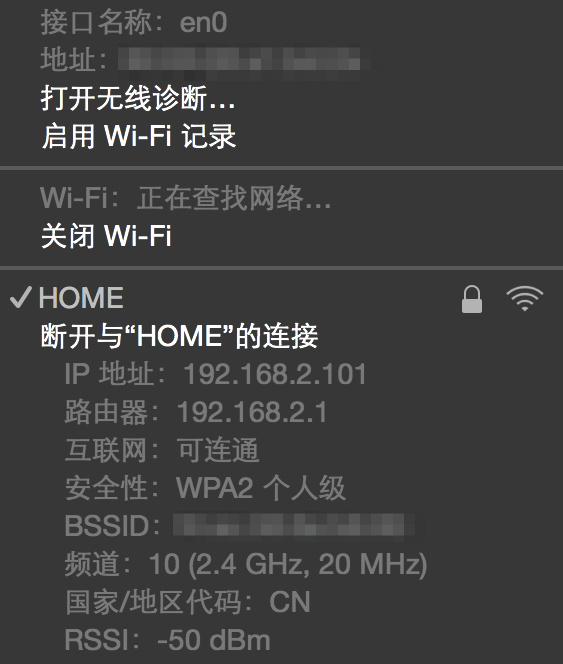 接口名称：en0
地址：
打开无线诊断...
启用 Wi-Fi 记录
Wi-Fi：正在查找网络...
关闭 Wi-Fi
HOME
断开与“HOME”的连接
IP 地址：192.168.2.101
路由器：192.168.2.1
互联网：可连通
安全性：WPA2 个人级
BSSID：
频道：10 (2.4 GHz, 20 MHz)
国家/地区代码：CN
RSSI：-50 dBm